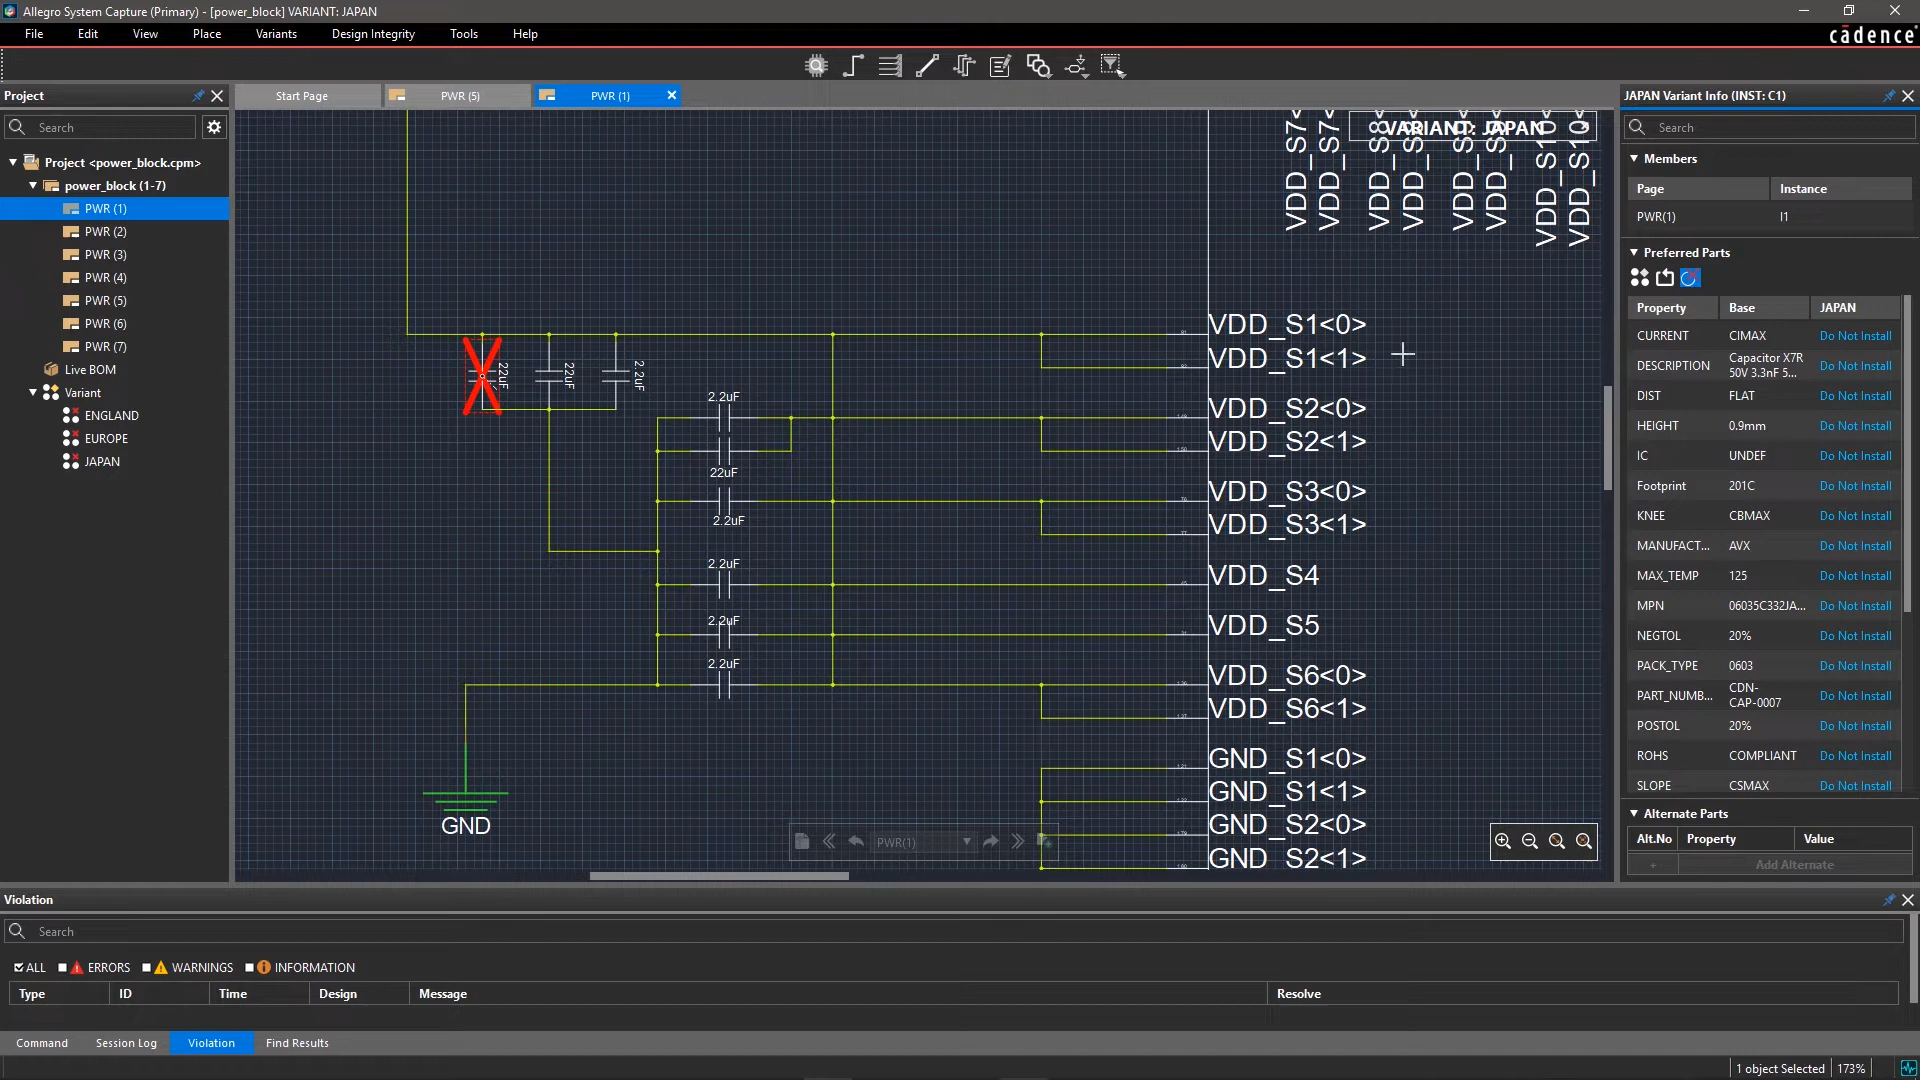 Allegro System Capture (Primary) - [power_block] VARIANT: JAPAN
File Edit View Place Variants Design Integrity Tools Help
cādence
Project
Search
Project <power_block.cpm>
power_block (1-7)
PWR (1)
PWR (2)
PWR (3)
PWR (4)
PWR (5)
PWR (6)
PWR (7)
Live BOM
Variant
ENGLAND
EUROPE
JAPAN
Start Page
PWR (5)
PWR (1)
VARIANT: JAPAN
VDD_S7<
VDD_S7<
VDD_S8<
VDD_S9<
VDD_S10<
VDD_S10<
22uF
22uF
2.2uF
2.2uF
22uF
2.2uF
2.2uF
2.2uF
2.2uF
GND
VDD_S1<0>
VDD_S1<1>
VDD_S2<0>
VDD_S2<1>
VDD_S3<0>
VDD_S3<1>
VDD_S4
VDD_S5
VDD_S6<0>
VDD_S6<1>
GND_S1<0>
GND_S1<1>
GND_S2<0>
GND_S2<1>
PWR(1)
JAPAN Variant Info (INST: C1)
Search
Members
Page Instance
PWR(1) I1
Preferred Parts
Property Base JAPAN
CURRENT CIMAX Do Not Install
DESCRIPTION Capacitor X7R 50V 3.3nF 5... Do Not Install
DIST FLAT Do Not Install
HEIGHT 0.9mm Do Not Install
IC UNDEF Do Not Install
Footprint 201C Do Not Install
KNEE CBMAX Do Not Install
MANUFACT... AVX Do Not Install
MAX_TEMP 125 Do Not Install
MPN 06035C332JA... Do Not Install
NEGTOL 20% Do Not Install
PACK_TYPE 0603 Do Not Install
PART_NUMB... CDN-CAP-0007 Do Not Install
POSTOL 20% Do Not Install
ROHS COMPLIANT Do Not Install
SLOPE CSMAX Do Not Install
Alternate Parts
Alt.No Property Value
+ Add Alternate
Violation
Search
ALL ERRORS WARNINGS INFORMATION
Type ID Time Design Message Resolve
Command Session Log Violation Find Results
1 object Selected 173%